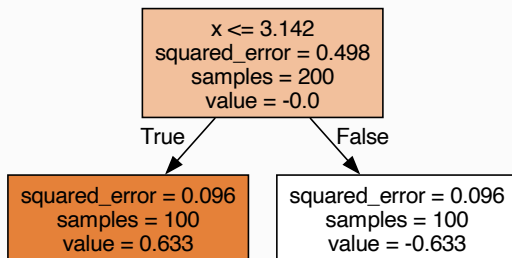 x <= 3.142
squared_error = 0.498
samples = 200
value = -0.0
True
False
squared_error = 0.096
samples = 100
value = 0.633
squared_error = 0.096
samples = 100
value = -0.633